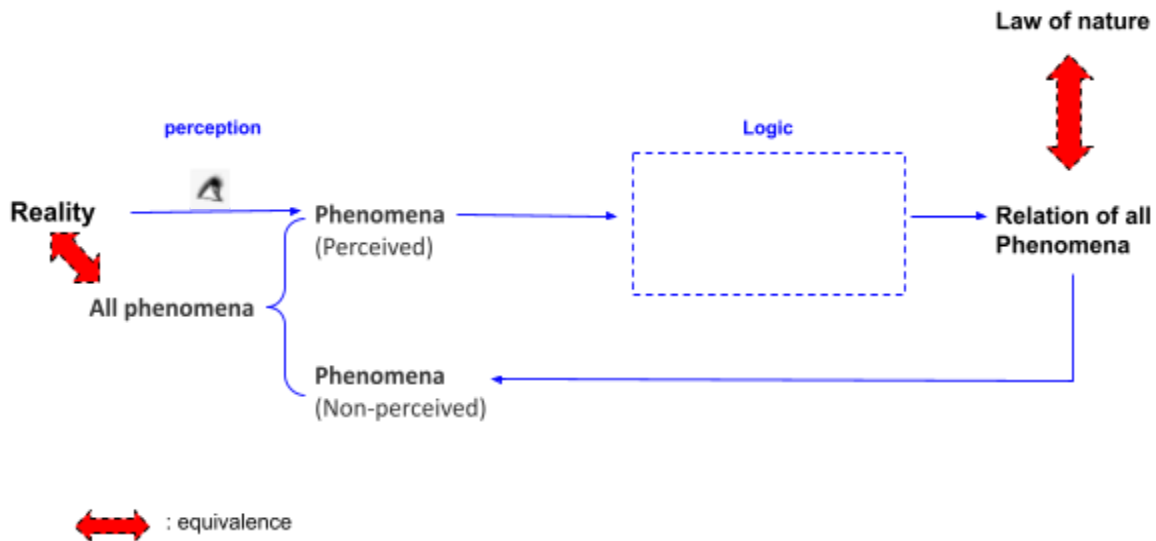 Law of nature
perception
Logic
Reality
Phenomena
(Perceived)
Relation of all
Phenomena
All phenomena
Phenomena
(Non-perceived)
: equivalence